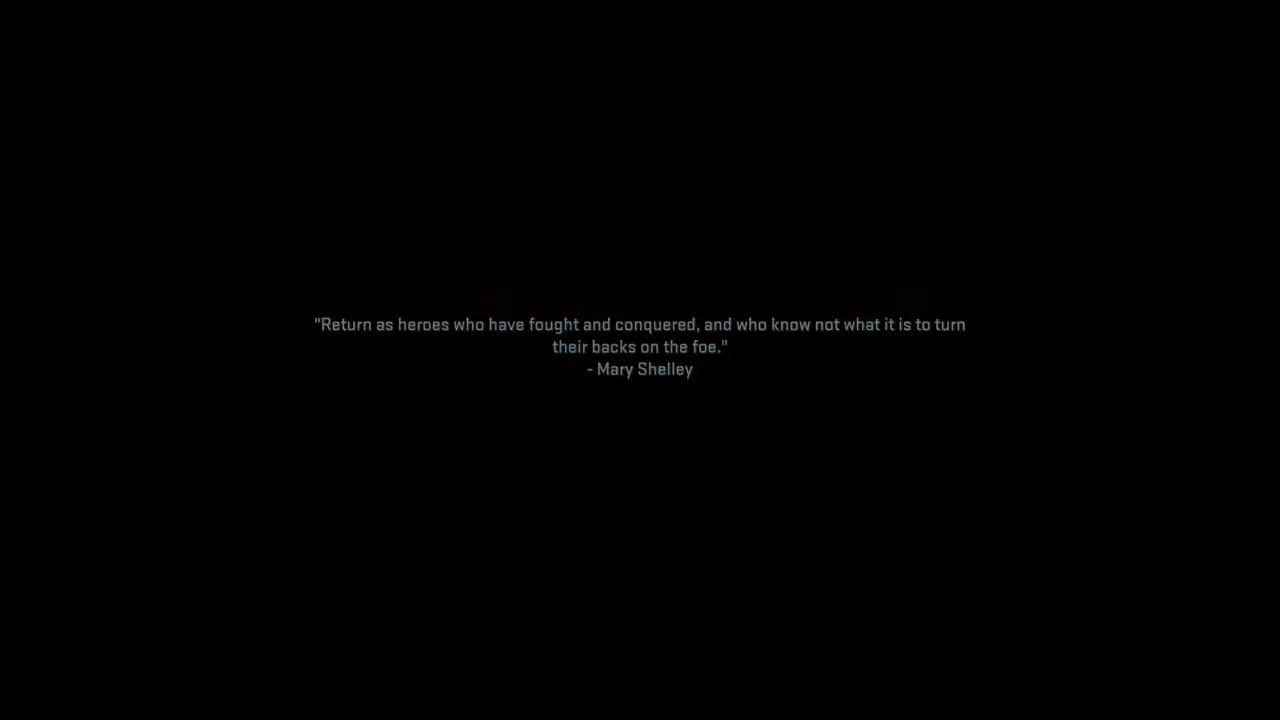 "Return as heroes who have fought and conquered, and who know not what it is to turn
their backs on the foe."
- Mary Shelley